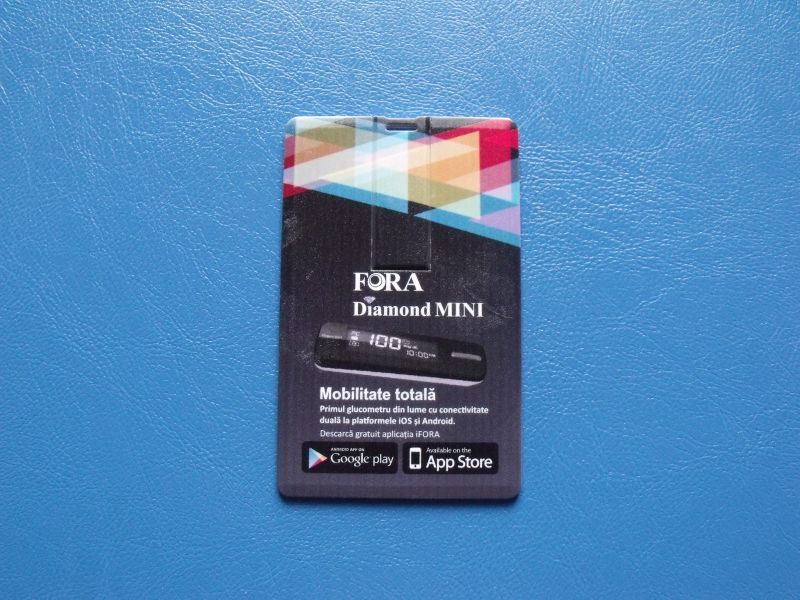 FORA
Diamond MINI
100
10:00
Mobilitate totală
Primul glucometru din lume cu conectivitate
duală la platformele iOS și Android.
Descarcă gratuit aplicația iFORA
ANDROID APP ON
Google play
Available on the
App Store